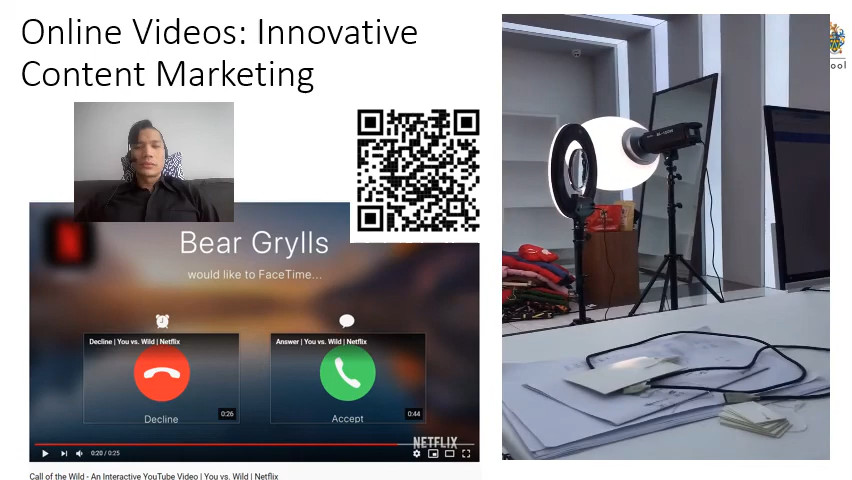 Online Videos: Innovative
Content Marketing
ool
Bear Grylls
would like to FaceTime...
Decline | You vs. Wild | Netflix
Answer | You vs. Wild | Netflix
Decline
0:26
Accept
0:44
NETFLIX
0:20 / 0:25
Call of the Wild - An Interactive YouTube Video | You vs. Wild | Netflix